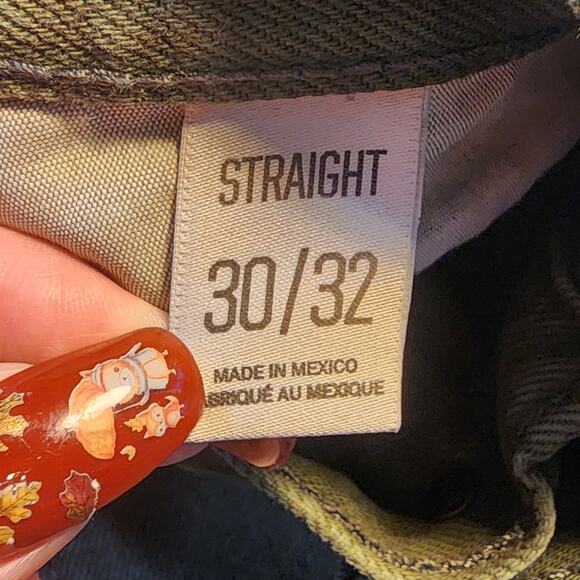 STRAIGHT
30/32
MADE IN MEXICO
ABRIQUÉ AU MEXIQUE